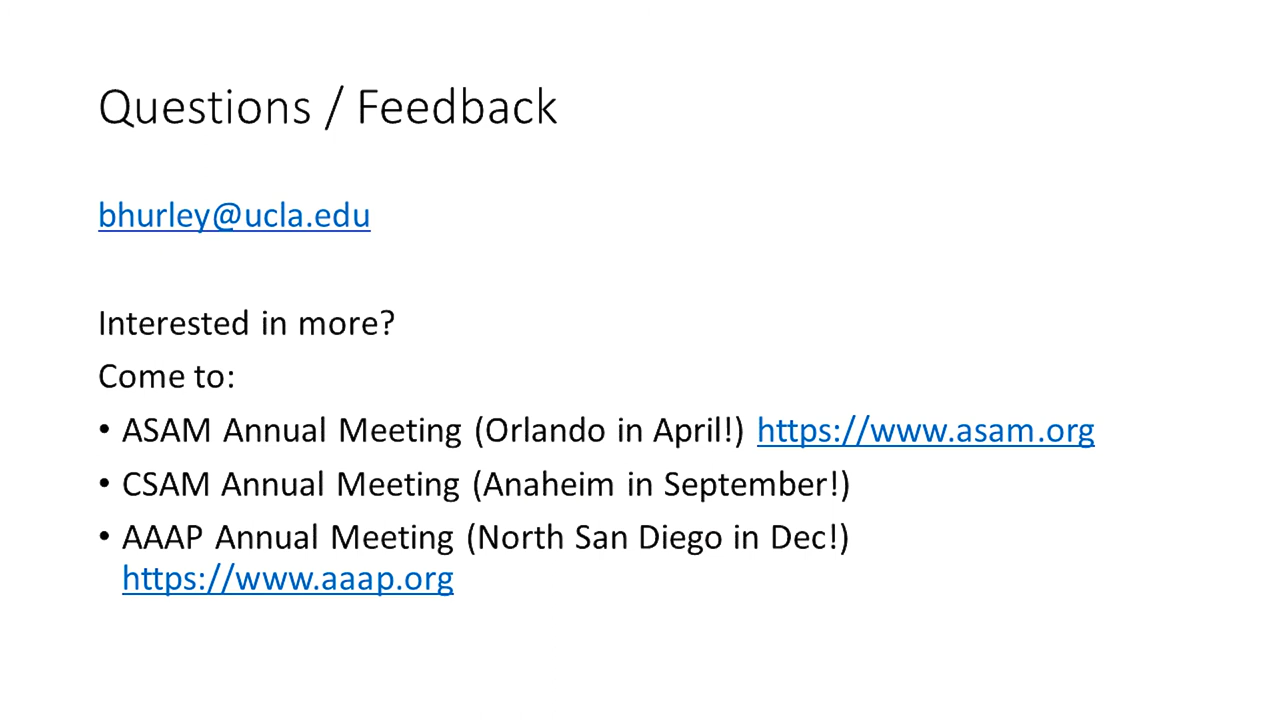 Questions / Feedback
bhurley@ucla.edu
Interested in more?
Come to:
• ASAM Annual Meeting (Orlando in April!) https://www.asam.org
• CSAM Annual Meeting (Anaheim in September!)
• AAAP Annual Meeting (North San Diego in Dec!)
https://www.aaap.org